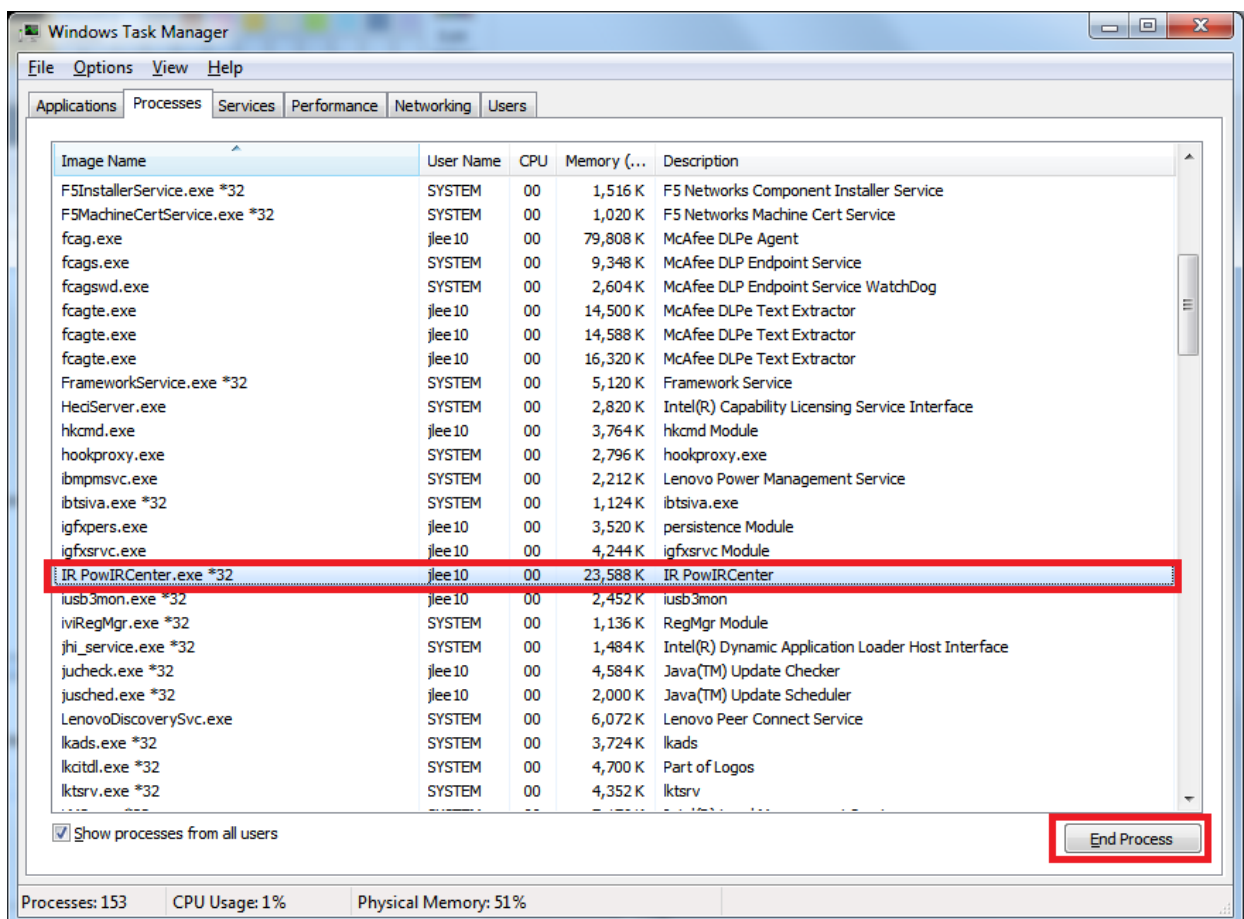 Windows Task Manager
File Options View Help
Applications Processes Services Performance Networking Users
Image Name User Name CPU Memory (... Description
F5InstallerService.exe *32 SYSTEM 00 1,516 K F5 Networks Component Installer Service
F5MachineCertService.exe *32 SYSTEM 00 1,020 K F5 Networks Machine Cert Service
fcag.exe jlee10 00 79,808 K McAfee DLPe Agent
fcags.exe SYSTEM 00 9,348 K McAfee DLP Endpoint Service
fcagswd.exe SYSTEM 00 2,604 K McAfee DLP Endpoint Service WatchDog
fcagte.exe jlee10 00 14,500 K McAfee DLPe Text Extractor
fcagte.exe jlee10 00 14,588 K McAfee DLPe Text Extractor
fcagte.exe jlee10 00 16,320 K McAfee DLPe Text Extractor
FrameworkService.exe *32 SYSTEM 00 5,120 K Framework Service
HeciServer.exe SYSTEM 00 2,820 K Intel(R) Capability Licensing Service Interface
hkcmd.exe jlee10 00 3,764 K hkcmd Module
hookproxy.exe SYSTEM 00 2,796 K hookproxy.exe
ibmpmsvc.exe SYSTEM 00 2,212 K Lenovo Power Management Service
ibtsiva.exe *32 SYSTEM 00 1,124 K ibtsiva.exe
igfxpers.exe jlee10 00 3,520 K persistence Module
igfxsrvc.exe jlee10 00 4,244 K igfxsrvc Module
IR PowIRCenter.exe *32 jlee10 00 23,588 K IR PowIRCenter
iusb3mon.exe *32 jlee10 00 2,452 K iusb3mon
iviRegMgr.exe *32 SYSTEM 00 1,136 K RegMgr Module
jhi_service.exe *32 SYSTEM 00 1,484 K Intel(R) Dynamic Application Loader Host Interface
jucheck.exe *32 jlee10 00 4,584 K Java(TM) Update Checker
jusched.exe *32 jlee10 00 2,000 K Java(TM) Update Scheduler
LenovoDiscoverySvc.exe SYSTEM 00 6,072 K Lenovo Peer Connect Service
lkads.exe *32 SYSTEM 00 3,724 K lkads
lkcitdl.exe *32 SYSTEM 00 4,700 K Part of Logos
lktsrv.exe *32 SYSTEM 00 4,352 K lktsrv
Show processes from all users
End Process
Processes: 153 CPU Usage: 1% Physical Memory: 51%